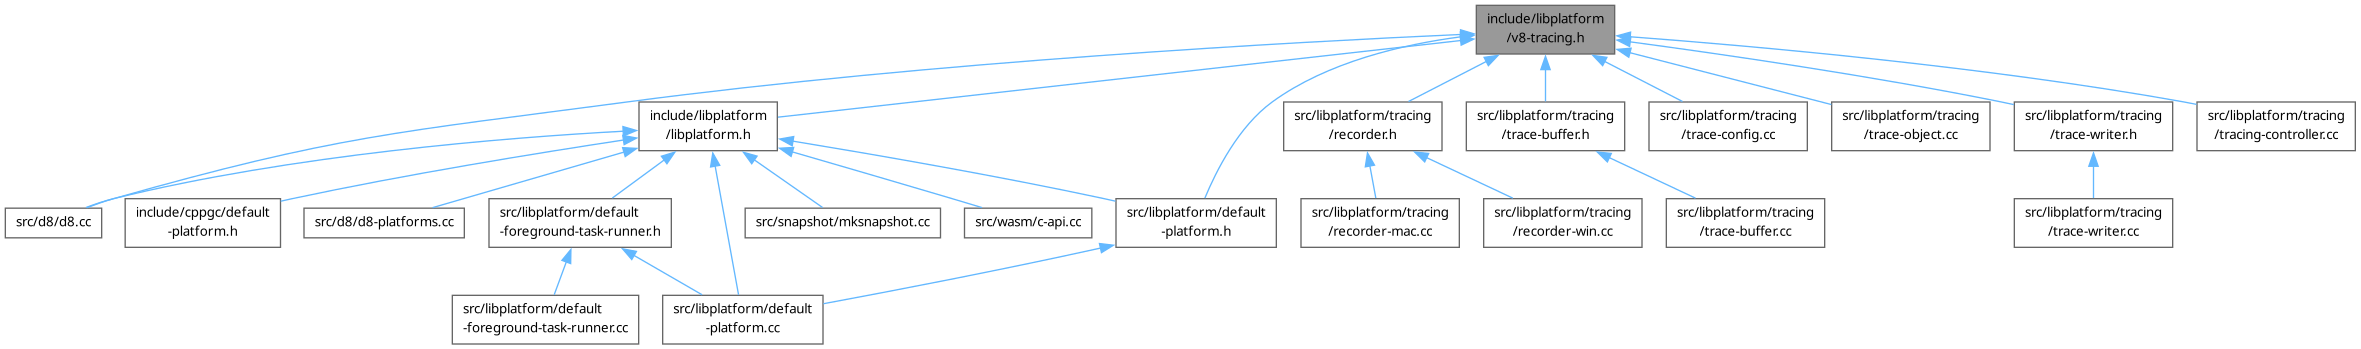 include/libplatform
/v8-tracing.h
include/libplatform
/libplatform.h
src/libplatform/tracing
/recorder.h
src/libplatform/tracing
/trace-buffer.h
src/libplatform/tracing
/trace-config.cc
src/libplatform/tracing
/trace-object.cc
src/libplatform/tracing
/trace-writer.h
src/libplatform/tracing
/tracing-controller.cc
src/d8/d8.cc
include/cppgc/default
-platform.h
src/d8/d8-platforms.cc
src/libplatform/default
-foreground-task-runner.h
src/snapshot/mksnapshot.cc
src/wasm/c-api.cc
src/libplatform/default
-platform.h
src/libplatform/tracing
/recorder-mac.cc
src/libplatform/tracing
/recorder-win.cc
src/libplatform/tracing
/trace-buffer.cc
src/libplatform/tracing
/trace-writer.cc
src/libplatform/default
-foreground-task-runner.cc
src/libplatform/default
-platform.cc